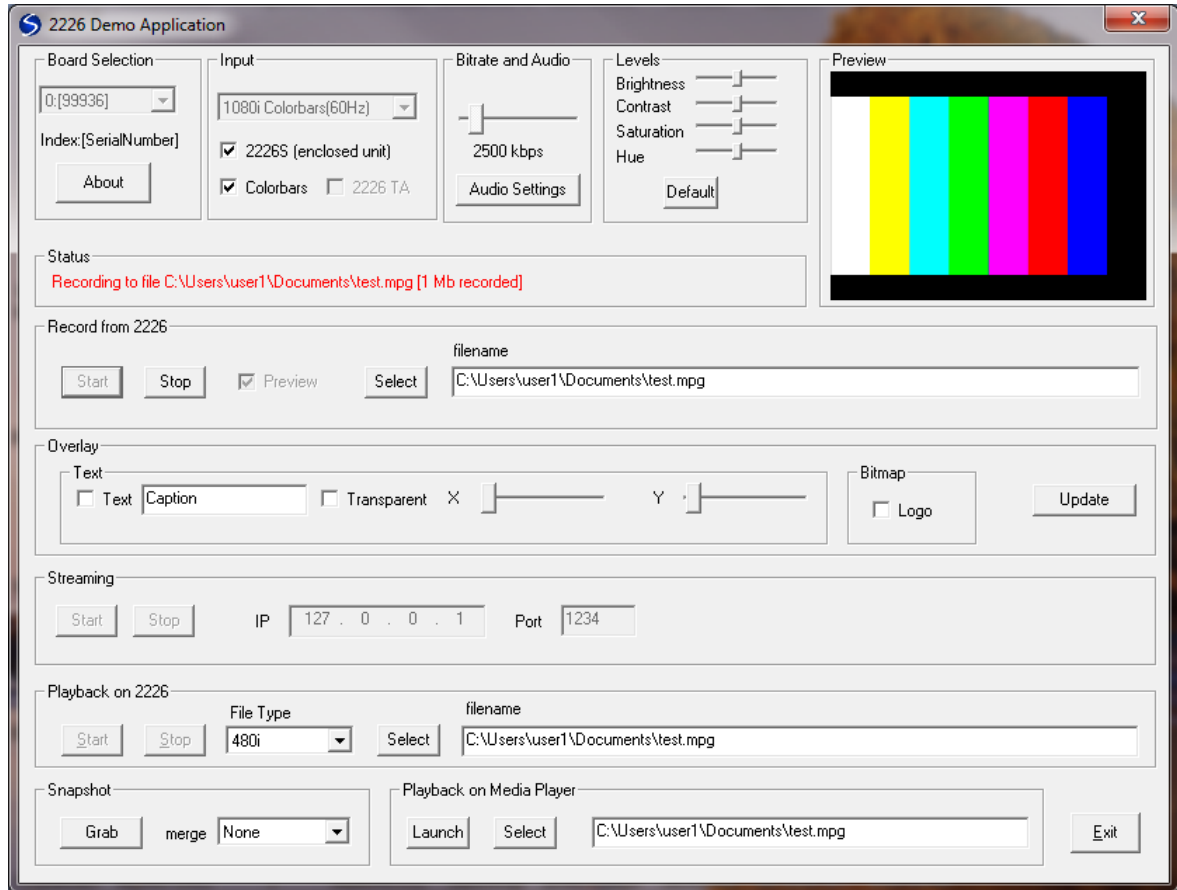 2226 Demo Application
Board Selection
0:[99936]
Index:[SerialNumber]
About
Input
1080i Colorbars(60Hz)
2226S (enclosed unit)
Colorbars 2226 TA
Bitrate and Audio
2500 kbps
Audio Settings
Levels
Brightness
Contrast
Saturation
Hue
Default
Preview
Status
Recording to file C:\Users\user1\Documents\test.mpg [1 Mb recorded]
Record from 2226
filename
Start Stop Preview Select C:\Users\user1\Documents\test.mpg
Overlay
Text
Text Caption Transparent X Y
Bitmap
Logo
Update
Streaming
Start Stop IP 127 . 0 . 0 . 1 Port 1234
Playback on 2226
File Type filename
Start Stop 480i Select C:\Users\user1\Documents\test.mpg
Snapshot
Grab merge None
Playback on Media Player
Launch Select C:\Users\user1\Documents\test.mpg
Exit